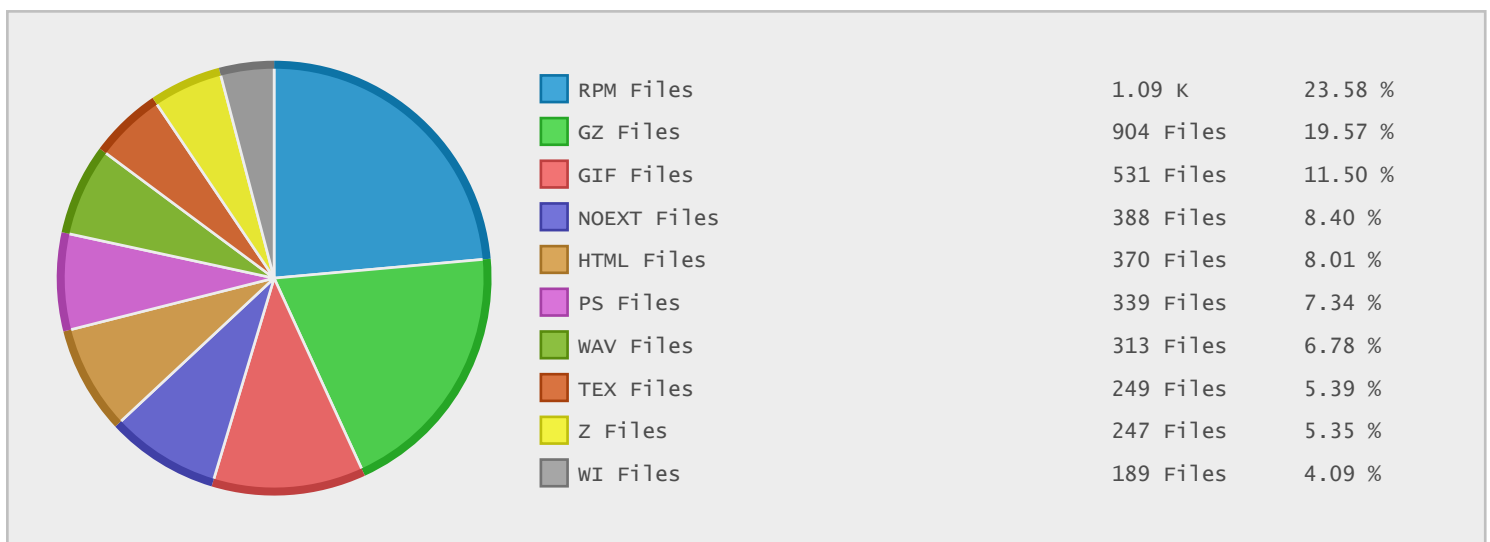 RPM Files 1.09 K 23.58 %
GZ Files 904 Files 19.57 %
GIF Files 531 Files 11.50 %
NOEXT Files 388 Files 8.40 %
HTML Files 370 Files 8.01 %
PS Files 339 Files 7.34 %
WAV Files 313 Files 6.78 %
TEX Files 249 Files 5.39 %
Z Files 247 Files 5.35 %
WI Files 189 Files 4.09 %